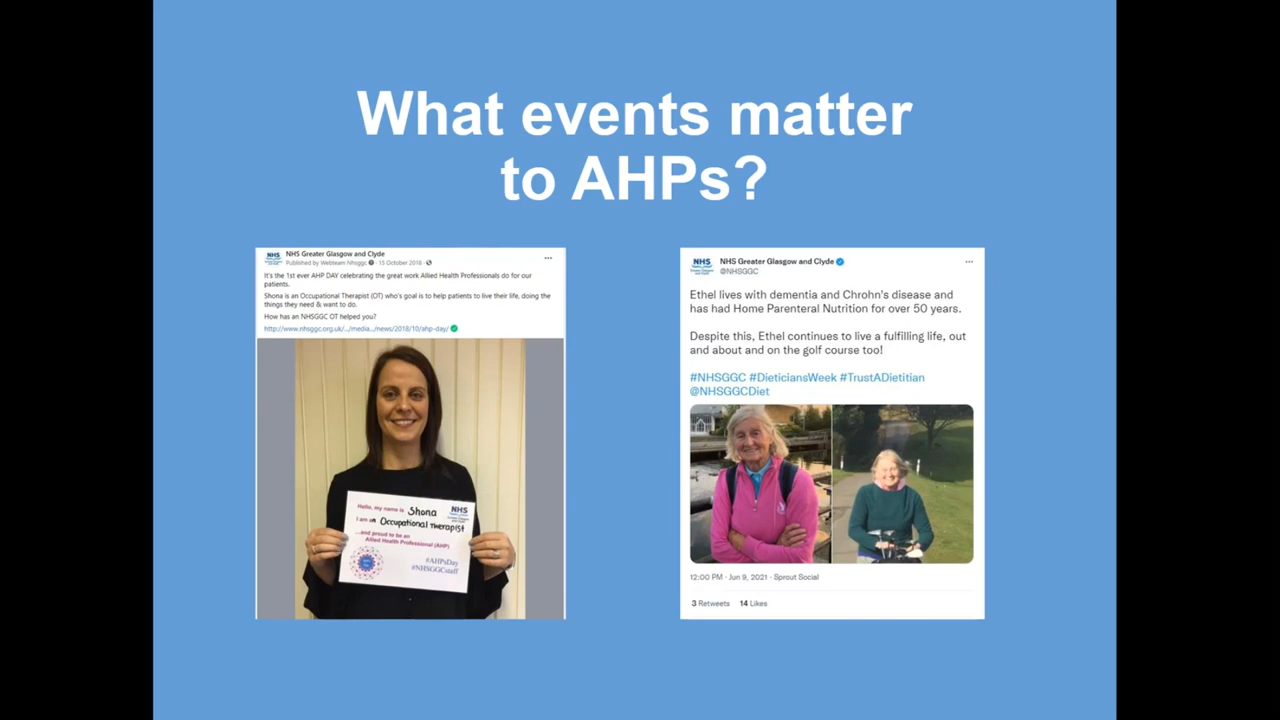 What events matter
to AHPs?
NHS Greater Glasgow and Clyde
Published by Webteam Nhsggc · 15 October 2018 ·
It's the 1st ever AHP DAY celebrating the great work Allied Health Professionals do for our
patients.
Shona is an Occupational Therapist (OT) who's goal is to help patients to live their life, doing the
things they need & want to do.
How has an NHSGGC OT helped you?
http://www.nhsggc.org.uk/.../media.../news/2018/10/ahp-day/
Hello, my name is Shona
NHS
I am an Occupational Therapist
...and proud to be an
Allied Health Professional (AHP)
#AHPsDay
#NHSGGCstaff
NHS
NHS Greater Glasgow and Clyde
@NHSGGC
Ethel lives with dementia and Chrohn's disease and
has had Home Parenteral Nutrition for over 50 years.
Despite this, Ethel continues to live a fulfilling life, out
and about and on the golf course too!
#NHSGGC #DieticiansWeek #TrustADietitian
@NHSGGCDiet
12:00 PM · Jun 9, 2021 · Sprout Social
3 Retweets 14 Likes